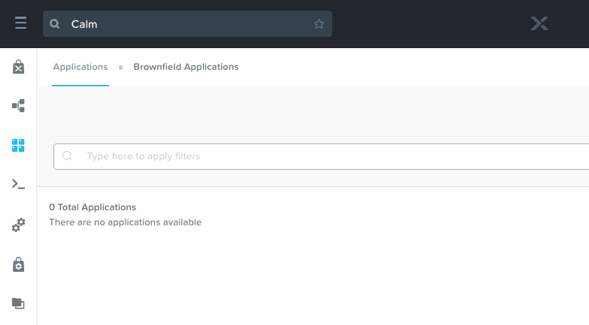 Calm
Applications Brownfield Applications
Type here to apply filters
0 Total Applications
There are no applications available